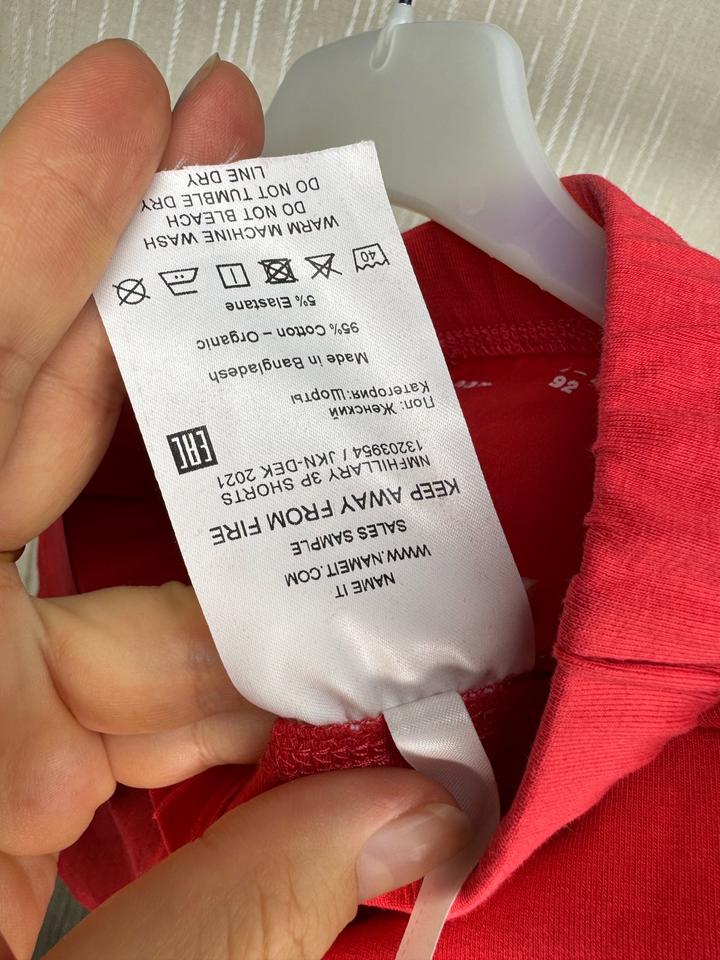 NAME IT
WWW.NAMEIT.COM
SALES SAMPLE
KEEP AWAY FROM FIRE
NMFHILLARY 3P SHORTS
13203954 / JKN-DEK 2021
EAC
Пол: Женский
Категория:Шорты
Made in Bangladesh
95% Cotton – Organic
5% Elastane
40
WARM MACHINE WASH
DO NOT BLEACH
DO NOT TUMBLE DRY
LINE DRY
92